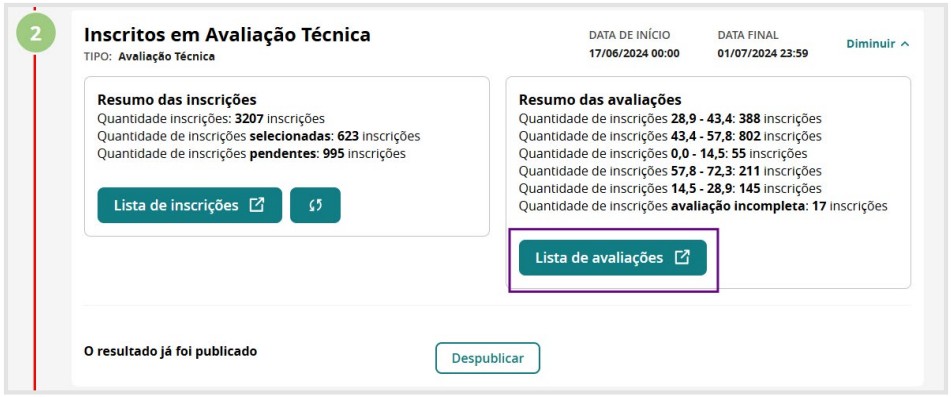 2
Inscritos em Avaliação Técnica
TIPO: Avaliação Técnica
DATA DE INÍCIO
17/06/2024 00:00
DATA FINAL
01/07/2024 23:59
Diminuir
Resumo das inscrições
Quantidade inscrições: 3207 inscrições
Quantidade de inscrições selecionadas: 623 inscrições
Quantidade de inscrições pendentes: 995 inscrições
Lista de inscrições
Resumo das avaliações
Quantidade de inscrições 28,9 - 43,4: 388 inscrições
Quantidade de inscrições 43,4 - 57,8: 802 inscrições
Quantidade de inscrições 0,0 - 14,5: 55 inscrições
Quantidade de inscrições 57,8 - 72,3: 211 inscrições
Quantidade de inscrições 14,5 - 28,9: 145 inscrições
Quantidade de inscrições avaliação incompleta: 17 inscrições
Lista de avaliações
O resultado já foi publicado
Despublicar